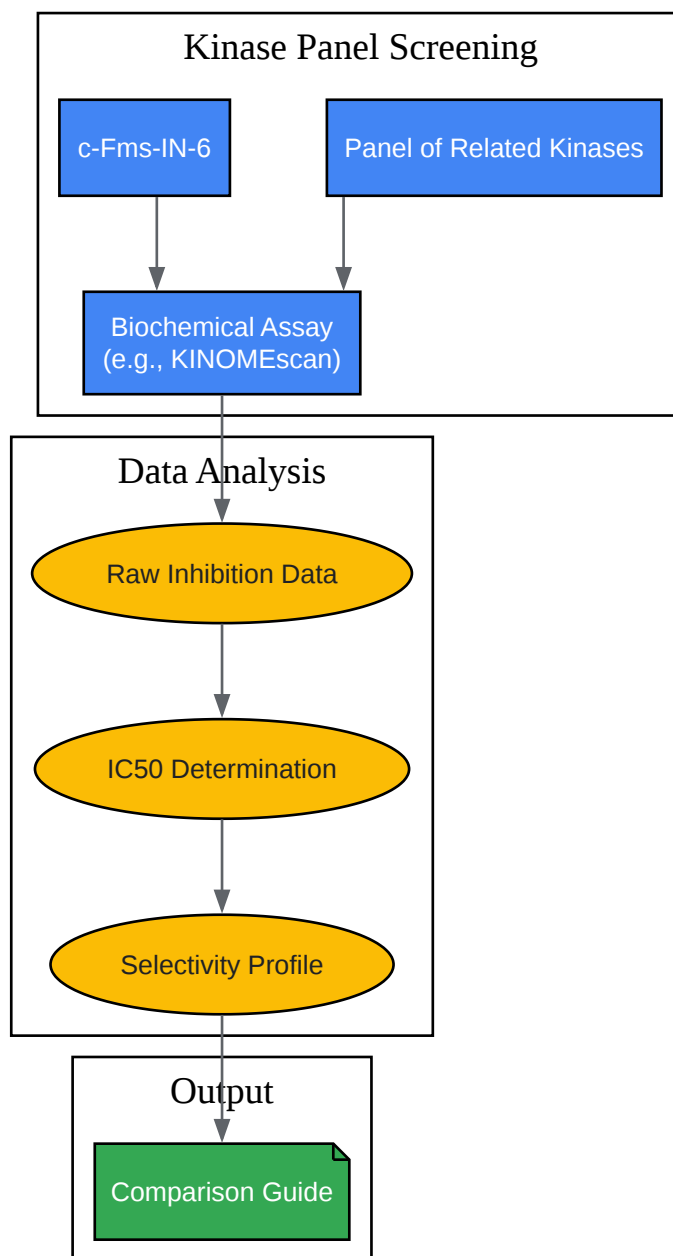 Kinase Panel Screening
c-Fms-IN-6
Panel of Related Kinases
Biochemical Assay
(e.g., KINOMEscan)
Data Analysis
Raw Inhibition Data
IC50 Determination
Selectivity Profile
Output
Comparison Guide